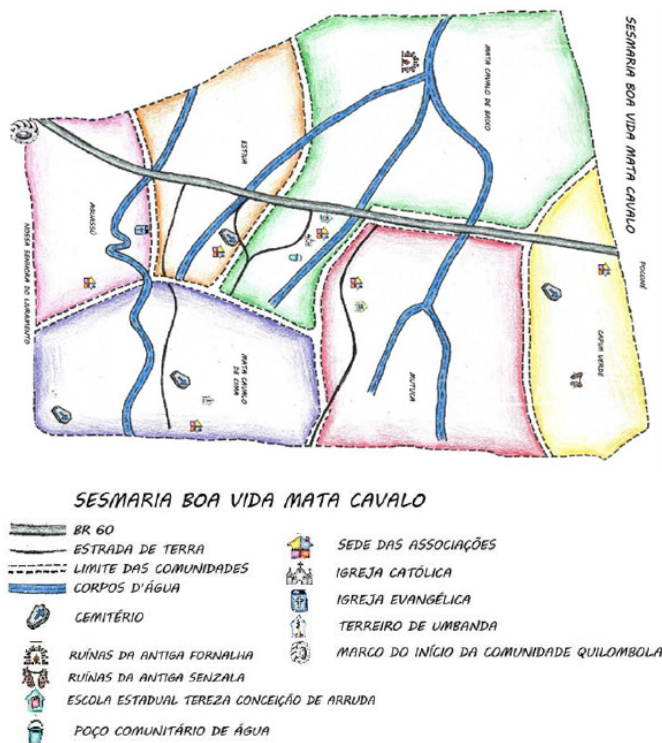 SESMARIA BOA VIDA MATA CAVALO
MATA CAVALO DE BAIXO
ESTIVA
AGUASSÚ
NOSSA SENHORA DO LIVRAMENTO
POCONÉ
CAPIM VERDE
MUTUCA
MATA CAVALO
DE CIMA
SESMARIA BOA VIDA MATA CAVALO
BR 60
ESTRADA DE TERRA
LIMITE DAS COMUNIDADES
CORPOS D'ÁGUA
CEMITÉRIO
RUÍNAS DA ANTIGA FORNALHA
RUÍNAS DA ANTIGA SENZALA
ESCOLA ESTADUAL TEREZA CONCEIÇÃO DE ARRUDA
POÇO COMUNITÁRIO DE ÁGUA
SEDE DAS ASSOCIAÇÕES
IGREJA CATÓLICA
IGREJA EVANGÉLICA
TERREIRO DE UMBANDA
MARCO DO INÍCIO DA COMUNIDADE QUILOMBOLA